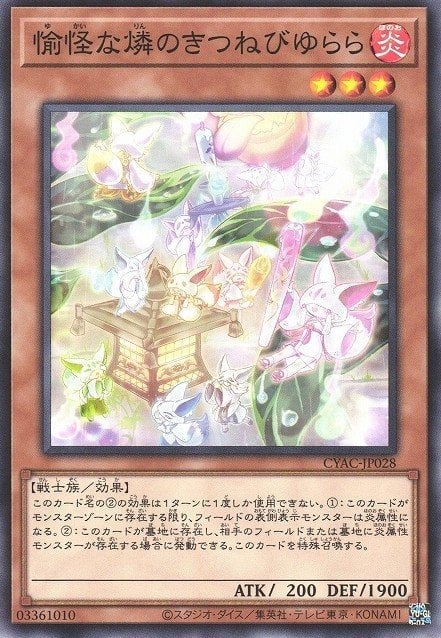 愉怪な燐のきつねびゆらら
炎
CYAC-JP028
【戦士族／効果】
このカード名の②の効果は１ターンに１度しか使用できない。①：このカードが
モンスターゾーンに存在する限り、フィールドの表側表示モンスターは炎属性に
なる。②：このカードが墓地に存在し、相手のフィールドまたは墓地に炎属性
モンスターが存在する場合に発動できる。このカードを特殊召喚する。
ATK/ 200 DEF/1900
03361010
©スタジオ・ダイス／集英社・テレビ東京・KONAMI